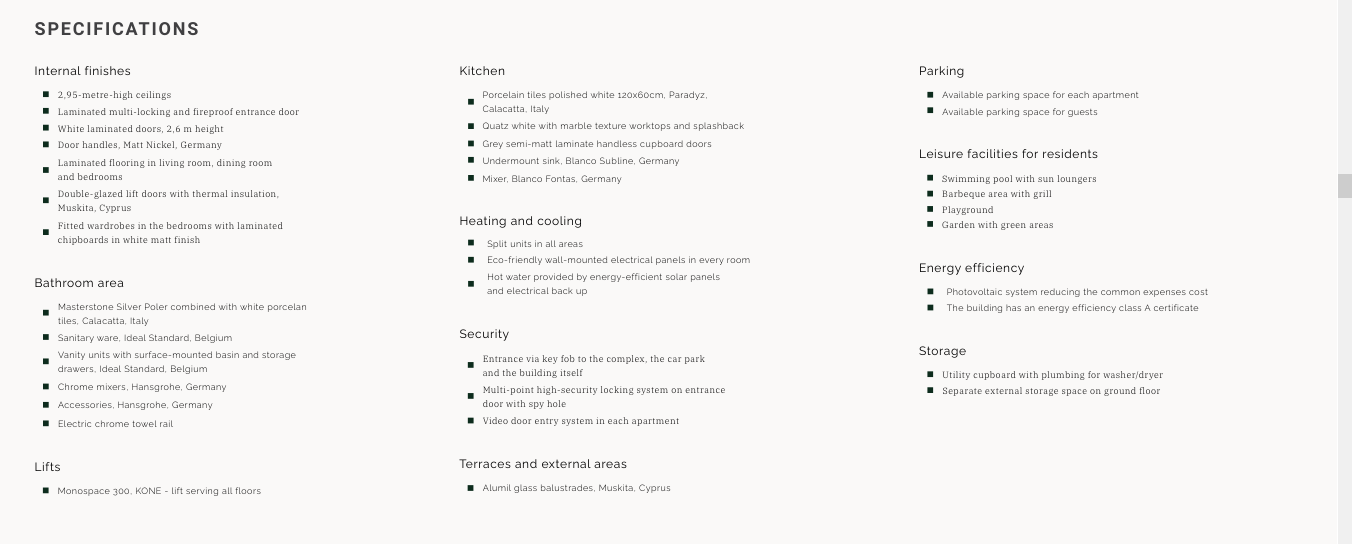 SPECIFICATIONS
Internal finishes
2,95-metre-high ceilings
Laminated multi-locking and fireproof entrance door
White laminated doors, 2,6 m height
Door handles, Matt Nickel, Germany
Laminated flooring in living room, dining room
and bedrooms
Double-glazed lift doors with thermal insulation,
Muskita, Cyprus
Fitted wardrobes in the bedrooms with laminated
chipboards in white matt finish
Bathroom area
Masterstone Silver Poler combined with white porcelan
tiles, Calacatta, Italy
Sanitary ware, Ideal Standard, Belgium
Vanity units with surface-mounted basin and storage
drawers, Ideal Standard, Belgium
Chrome mixers, Hansgrohe, Germany
Accessories, Hansgrohe, Germany
Electric chrome towel rail
Lifts
Monospace 300, KONE - lift serving all floors
Kitchen
Porcelain tiles polished white 120x60cm, Paradyz,
Calacatta, Italy
Quatz white with marble texture worktops and splashback
Grey semi-matt laminate handless cupboard doors
Undermount sink, Blanco Subline, Germany
Mixer, Blanco Fontas, Germany
Heating and cooling
Split units in all areas
Eco-friendly wall-mounted electrical panels in every room
Hot water provided by energy-efficient solar panels
and electrical back up
Security
Entrance via key fob to the complex, the car park
and the building itself
Multi-point high-security locking system on entrance
door with spy hole
Video door entry system in each apartment
Terraces and external areas
Alumil glass balustrades, Muskita, Cyprus
Parking
Available parking space for each apartment
Available parking space for guests
Leisure facilities for residents
Swimming pool with sun loungers
Barbeque area with grill
Playground
Garden with green areas
Energy efficiency
Photovoltaic system reducing the common expenses cost
The building has an energy efficiency class A certificate
Storage
Utility cupboard with plumbing for washer/dryer
Separate external storage space on ground floor